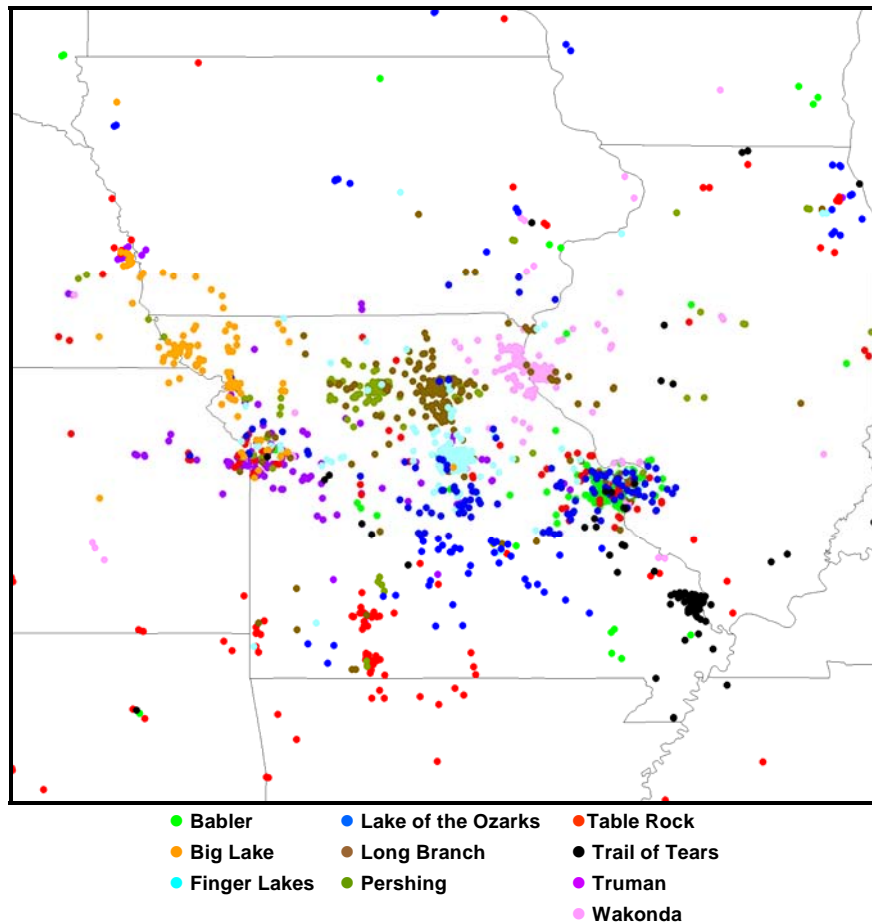 Babler Lake of the Ozarks Table Rock
Big Lake Long Branch Trail of Tears
Finger Lakes Pershing Truman
Wakonda